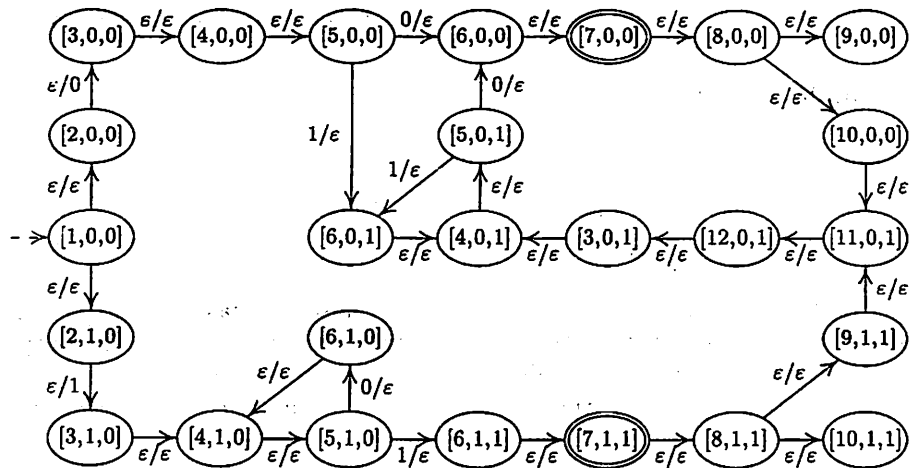 [3,0,0] ε/ε [4,0,0] ε/ε [5,0,0] 0/ε [6,0,0] ε/ε [7,0,0] ε/ε [8,0,0] ε/ε [9,0,0]
ε/0 0/ε ε/ε
[2,0,0] 1/ε [5,0,1] [10,0,0]
ε/ε 1/ε ε/ε ε/ε
[1,0,0] [6,0,1] ε/ε [4,0,1] ε/ε [3,0,1] ε/ε [12,0,1] ε/ε [11,0,1]
ε/ε ε/ε
[2,1,0] [6,1,0] [9,1,1]
ε/1 ε/ε 0/ε ε/ε
[3,1,0] ε/ε [4,1,0] ε/ε [5,1,0] 1/ε [6,1,1] ε/ε [7,1,1] ε/ε [8,1,1] ε/ε [10,1,1]